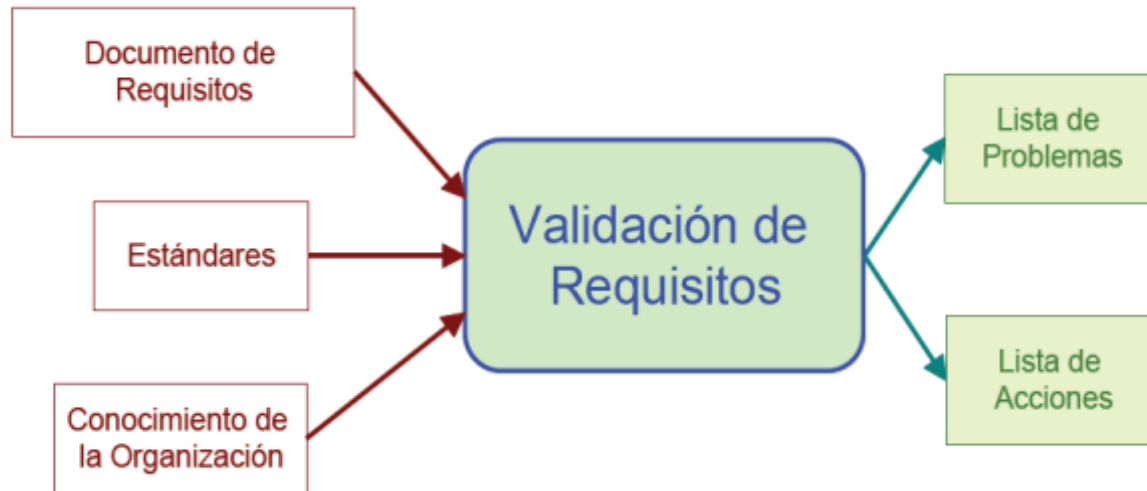 Documento de
Requisitos
Estándares
Conocimiento de
la Organización
Validación de
Requisitos
Lista de
Problemas
Lista de
Acciones